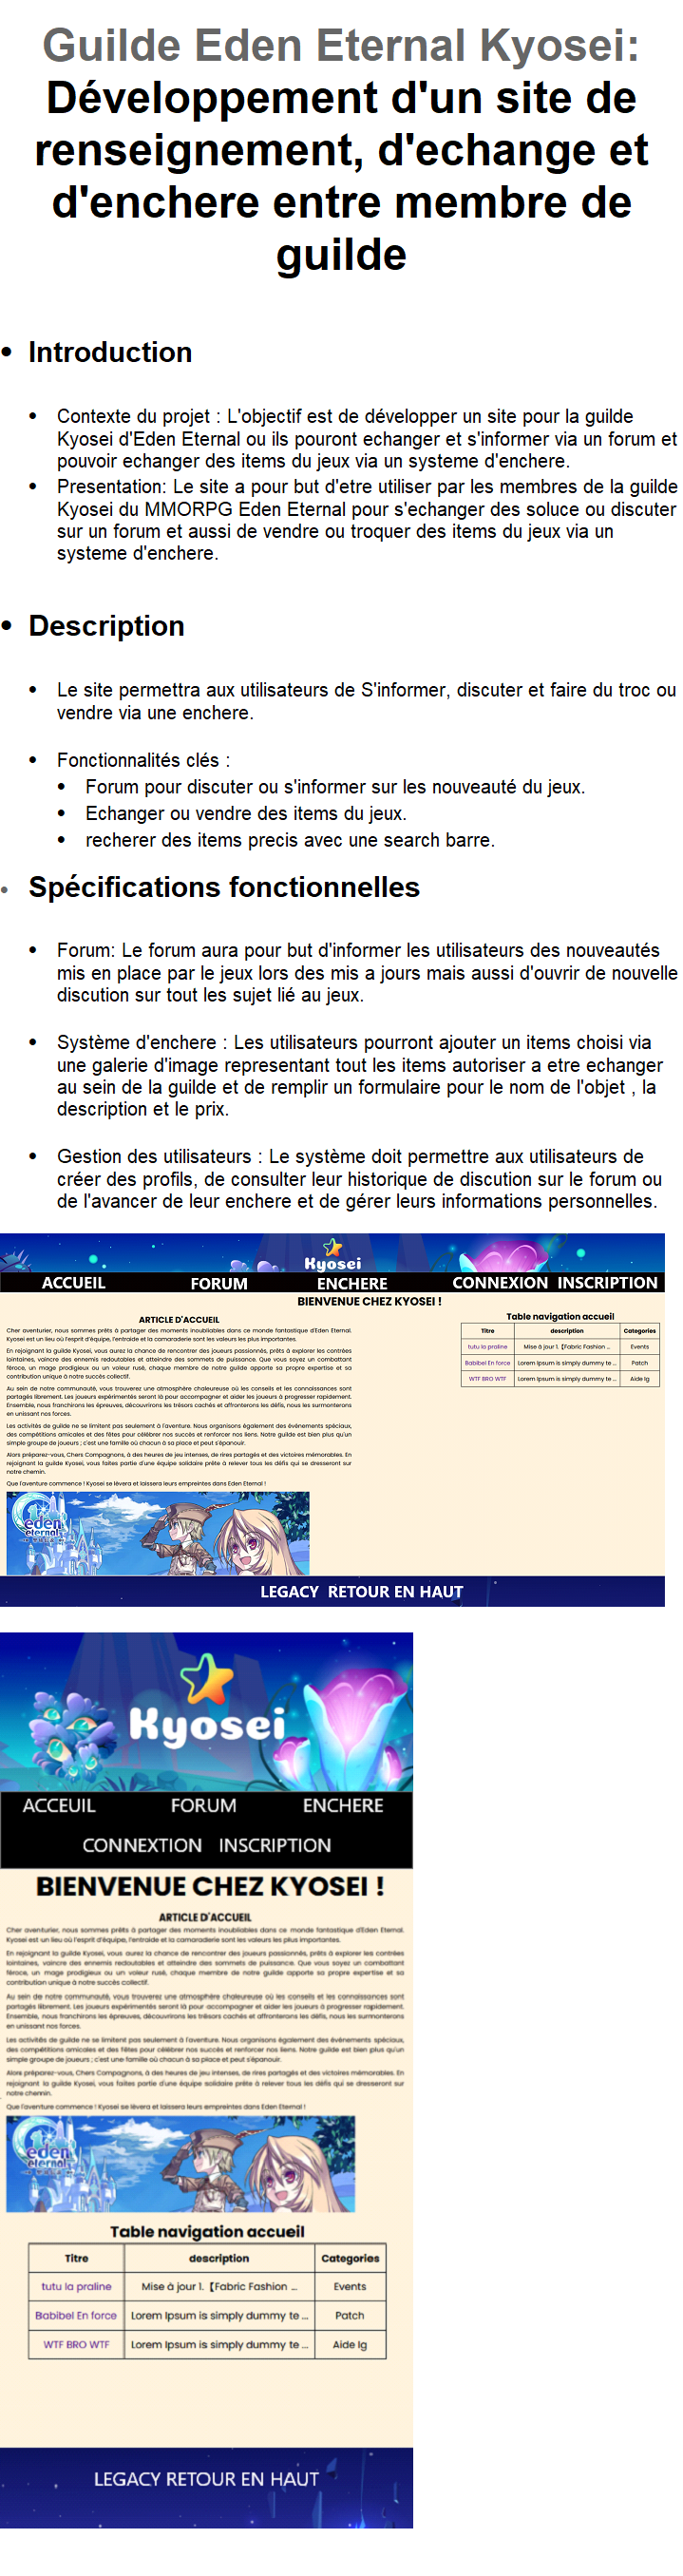 Guilde Eden Eternal Kyosei:
Développement d'un site de
renseignement, d'echange et
d'enchere entre membre de
guilde
• Introduction
• Contexte du projet : L'objectif est de développer un site pour la guilde
Kyosei d'Eden Eternal ou ils pouront echanger et s'informer via un forum et
pouvoir echanger des items du jeux via un systeme d'enchere.
• Presentation: Le site a pour but d'etre utiliser par les membres de la guilde
Kyosei du MMORPG Eden Eternal pour s'echanger des soluce ou discuter
sur un forum et aussi de vendre ou troquer des items du jeux via un
systeme d'enchere.
• Description
• Le site permettra aux utilisateurs de S'informer, discuter et faire du troc ou
vendre via une enchere.
• Fonctionnalités clés :
• Forum pour discuter ou s'informer sur les nouveauté du jeux.
• Echanger ou vendre des items du jeux.
• recherer des items precis avec une search barre.
• Spécifications fonctionnelles
• Forum: Le forum aura pour but d'informer les utilisateurs des nouveautés
mis en place par le jeux lors des mis a jours mais aussi d'ouvrir de nouvelle
discution sur tout les sujet lié au jeux.
• Système d'enchere : Les utilisateurs pourront ajouter un items choisi via
une galerie d'image representant tout les items autoriser a etre echanger
au sein de la guilde et de remplir un formulaire pour le nom de l'objet , la
description et le prix.
• Gestion des utilisateurs : Le système doit permettre aux utilisateurs de
créer des profils, de consulter leur historique de discution sur le forum ou
de l'avancer de leur enchere et de gérer leurs informations personnelles.
Kyosei
ACCUEIL FORUM ENCHERE CONNEXION INSCRIPTION
BIENVENUE CHEZ KYOSEI !
ARTICLE D'ACCUEIL
Cher aventurier, nous sommes prêts à partager des moments inoubliables dans ce monde fantastique d'Eden Eternal.
Kyosei est un lieu où l'esprit d'équipe, l'entraide et la camaraderie sont les valeurs les plus importantes.
En rejoignant la guilde Kyosei, vous aurez la chance de rencontrer des joueurs passionnés, prêts à explorer les contrées
lointaines, vaincre des ennemis redoutables et atteindre des sommets de puissance. Que vous soyez un combattant
féroce, un mage prodigieux ou un voleur rusé, chaque membre de notre guilde apporte sa propre expertise et sa
contribution unique à notre succès collectif.
Au sein de notre communauté, vous trouverez une atmosphère chaleureuse où les conseils et les connaissances sont
partagés librement. Les joueurs expérimentés seront là pour accompagner et aider les joueurs à progresser rapidement.
Ensemble, nous franchirons les épreuves, découvrirons les trésors cachés et affronterons les défis, nous les surmonterons
en unissant nos forces.
Les activités de guilde ne se limitent pas seulement à l'aventure. Nous organisons également des événements spéciaux,
des compétitions amicales et des fêtes pour célébrer nos succès et renforcer nos liens. Notre guilde est bien plus qu'un
simple groupe de joueurs ; c'est une famille où chacun a sa place et peut s'épanouir.
Alors préparez-vous, Chers Compagnons, à des heures de jeu intenses, de rires partagés et des victoires mémorables. En
rejoignant la guilde Kyosei, vous faites partie d'une équipe solidaire prête à relever tous les défis qui se dresseront sur
notre chemin.
Que l'aventure commence ! Kyosei se lèvera et laissera leurs empreintes dans Eden Eternal !
Table navigation accueil
Titre description Categories
tutu la praline Mise à jour 1. 【Fabric Fashion ... Events
Babibel En force Lorem Ipsum is simply dummy te ... Patch
WTF BRO WTF Lorem Ipsum is simply dummy te ... Aide Ig
eden
eternal
LEGACY RETOUR EN HAUT
Kyosei
ACCEUIL FORUM ENCHERE
CONNEXTION INSCRIPTION
BIENVENUE CHEZ KYOSEI !
ARTICLE D'ACCUEIL
Cher aventurier, nous sommes prêts à partager des moments inoubliables dans ce monde fantastique d'Eden Eternal.
Kyosei est un lieu où l'esprit d'équipe, l'entraide et la camaraderie sont les valeurs les plus importantes.
En rejoignant la guilde Kyosei, vous aurez la chance de rencontrer des joueurs passionnés, prêts à explorer les contrées
lointaines, vaincre des ennemis redoutables et atteindre des sommets de puissance. Que vous soyez un combattant
féroce, un mage prodigieux ou un voleur rusé, chaque membre de notre guilde apporte sa propre expertise et sa
contribution unique à notre succès collectif.
Au sein de notre communauté, vous trouverez une atmosphère chaleureuse où les conseils et les connaissances sont
partagés librement. Les joueurs expérimentés seront là pour accompagner et aider les joueurs à progresser rapidement.
Ensemble, nous franchirons les épreuves, découvrirons les trésors cachés et affronterons les défis, nous les surmonterons
en unissant nos forces.
Les activités de guilde ne se limitent pas seulement à l'aventure. Nous organisons également des événements spéciaux,
des compétitions amicales et des fêtes pour célébrer nos succès et renforcer nos liens. Notre guilde est bien plus qu'un
simple groupe de joueurs ; c'est une famille où chacun a sa place et peut s'épanouir.
Alors préparez-vous, Chers Compagnons, à des heures de jeu intenses, de rires partagés et des victoires mémorables. En
rejoignant la guilde Kyosei, vous faites partie d'une équipe solidaire prête à relever tous les défis qui se dresseront sur
notre chemin.
Que l'aventure commence ! Kyosei se lèvera et laissera leurs empreintes dans Eden Eternal !
eden
eternal
Table navigation accueil
Titre description Categories
tutu la praline Mise à jour 1. 【Fabric Fashion ... Events
Babibel En force Lorem Ipsum is simply dummy te ... Patch
WTF BRO WTF Lorem Ipsum is simply dummy te ... Aide Ig
LEGACY RETOUR EN HAUT